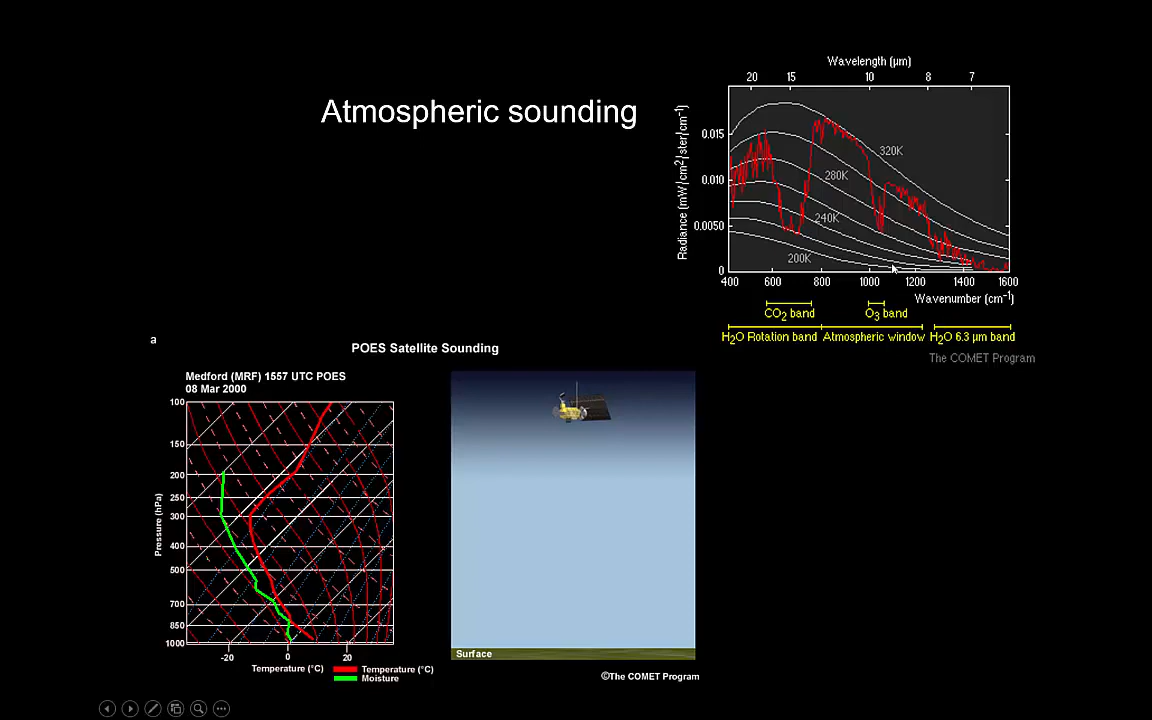 Atmospheric sounding
Wavelength (µm)
20 15 10 8 7
Radiance (mW/cm²/ster/cm⁻¹)
0.015
0.010
0.0050
0
320K
280K
240K
200K
400 600 800 1000 1200 1400 1600
Wavenumber (cm⁻¹)
CO₂ band
O₃ band
H₂O Rotation band
Atmospheric window
H₂O 6.3 µm band
The COMET Program
a
POES Satellite Sounding
Medford (MRF) 1557 UTC POES
08 Mar 2000
Pressure (hPa)
100
150
200
250
300
400
500
700
850
1000
-20 0 20
Temperature (°C)
Temperature (°C)
Moisture
Surface
©The COMET Program